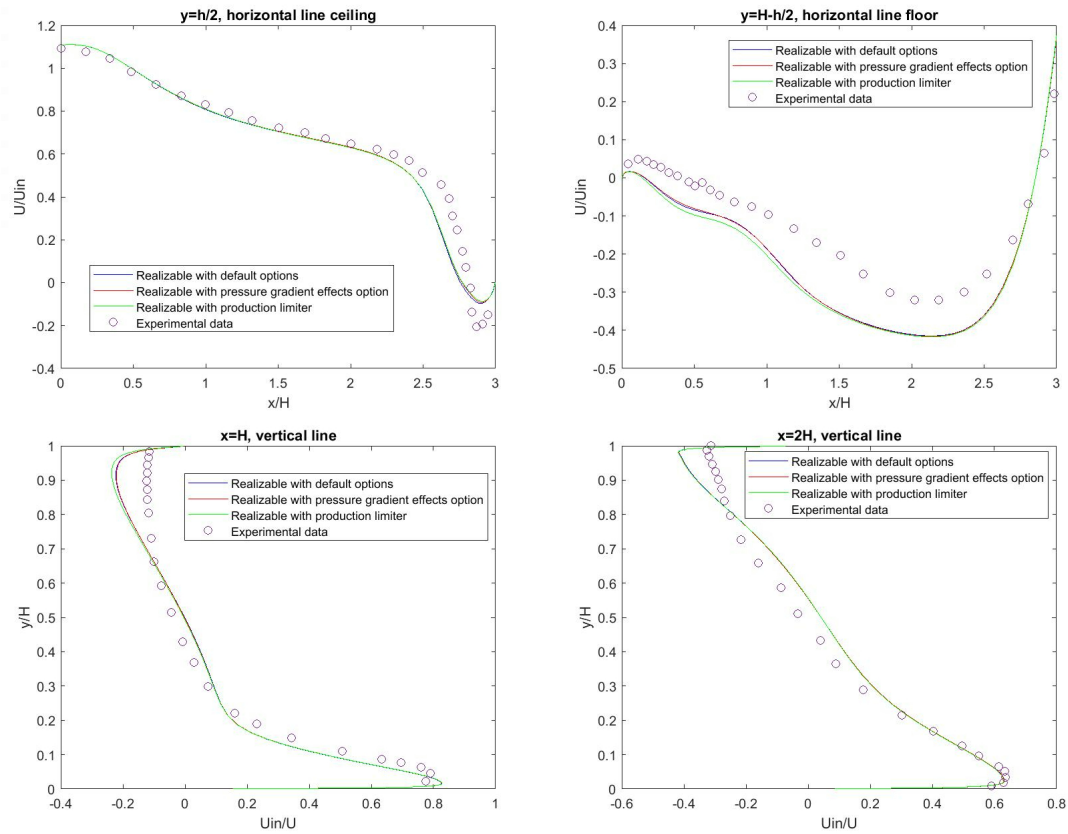 y=h/2, horizontal line ceiling
1.2
1
0.8
0.6
0.4
0.2
0
-0.2
-0.4
U/Uin
Realizable with default options
Realizable with pressure gradient effects option
Realizable with production limiter
Experimental data
0 0.5 1 1.5 2 2.5 3
x/H
y=H-h/2, horizontal line floor
0.4
0.3
0.2
0.1
0
-0.1
-0.2
-0.3
-0.4
-0.5
U/Uin
Realizable with default options
Realizable with pressure gradient effects option
Realizable with production limiter
Experimental data
0 0.5 1 1.5 2 2.5 3
x/H
x=H, vertical line
1
0.9
0.8
0.7
0.6
0.5
0.4
0.3
0.2
0.1
0
y/H
Realizable with default options
Realizable with pressure gradient effects option
Realizable with production limiter
Experimental data
-0.4 -0.2 0 0.2 0.4 0.6 0.8 1
Uin/U
x=2H, vertical line
1
0.9
0.8
0.7
0.6
0.5
0.4
0.3
0.2
0.1
0
y/H
Realizable with default options
Realizable with pressure gradient effects option
Realizable with production limiter
Experimental data
-0.6 -0.4 -0.2 0 0.2 0.4 0.6 0.8
Uin/U